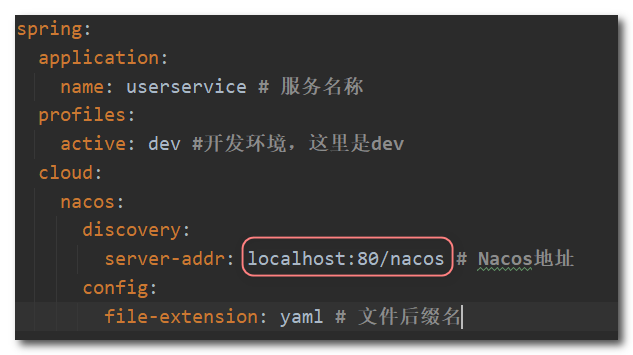 spring:
  application:
    name: userservice # 服务名称
  profiles:
    active: dev #开发环境，这里是dev
  cloud:
    nacos:
      discovery:
        server-addr: localhost:80/nacos # Nacos地址
      config:
        file-extension: yaml # 文件后缀名